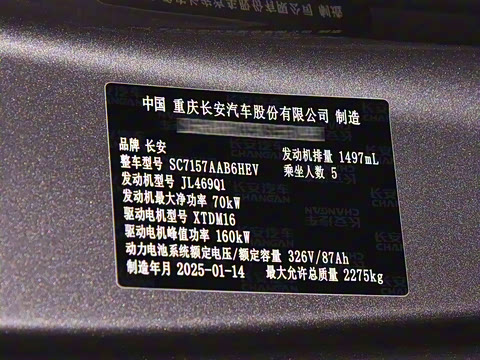 中国 重庆长安汽车股份有限公司 制造
品牌 长安
发动机排量 1497mL
整车型号 SC7157AAB6HEV
乘坐人数 5
发动机型号 JL469Q1
发动机最大净功率 70kW
驱动电机型号 XTDM16
驱动电机峰值功率 160kW
动力电池系统额定电压/额定容量 326V/87Ah
制造年月 2025-01-14 最大允许总质量 2275kg